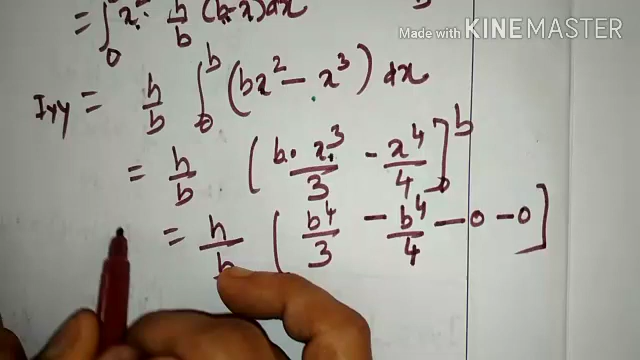 Made with KINEMASTER
= ∫₀ x² · h/b (b-x) dx
Iyy = h/b ∫₀ᵇ (bx² - x³) dx
= h/b [b · x³/3 - x⁴/4]₀ᵇ
= h/b [b⁴/3 - b⁴/4 - 0 - 0]